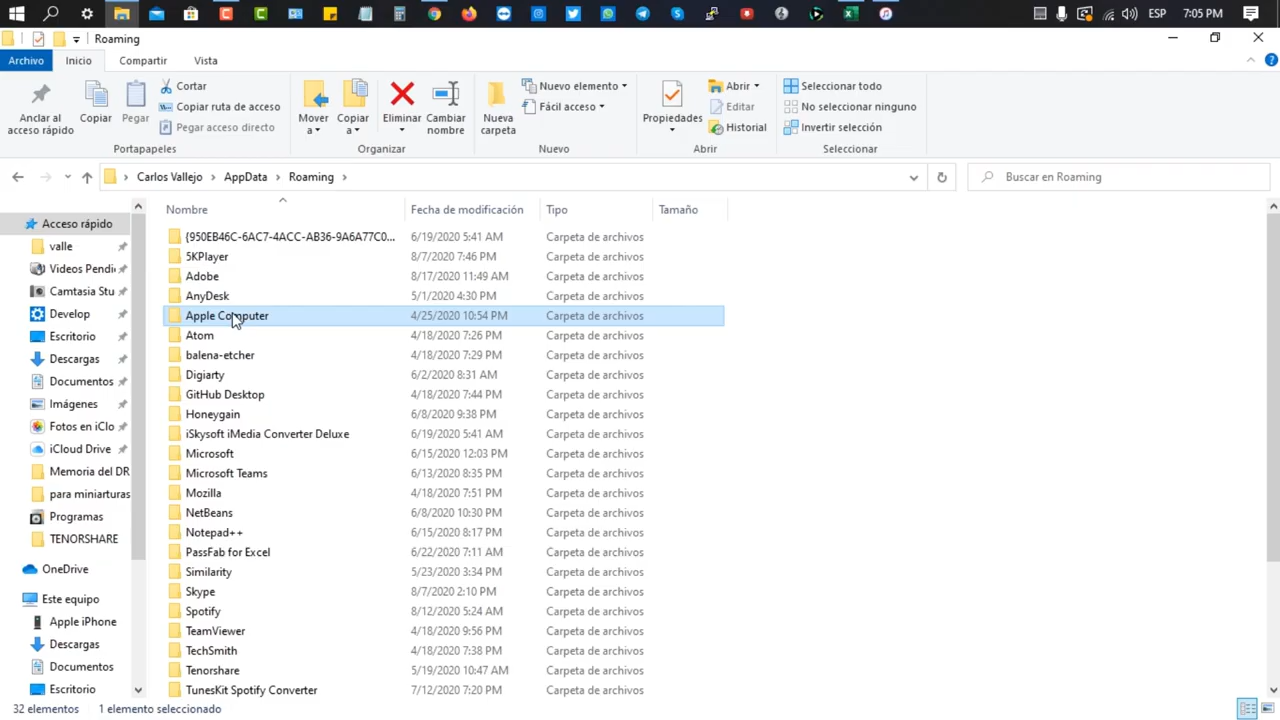 ESP 7:05 PM
Roaming
Archivo Inicio Compartir Vista
Anclar al acceso rápido
Copiar
Pegar
Cortar
Copiar ruta de acceso
Pegar acceso directo
Portapapeles
Mover a
Copiar a
Eliminar
Cambiar nombre
Organizar
Nueva carpeta
Nuevo elemento
Fácil acceso
Nuevo
Propiedades
Abrir
Editar
Historial
Abrir
Seleccionar todo
No seleccionar ninguno
Invertir selección
Seleccionar
Carlos Vallejo > AppData > Roaming >
Buscar en Roaming
Nombre Fecha de modificación Tipo Tamaño
Acceso rápido
valle
Videos Pendi
Camtasia Stu
Develop
Escritorio
Descargas
Documentos
Imágenes
Fotos en iClo
iCloud Drive
Memoria del DR
para miniaturas
Programas
TENORSHARE
OneDrive
Este equipo
Apple iPhone
Descargas
Documentos
Escritorio
{950EB46C-6AC7-4ACC-AB36-9A6A77C0... 6/19/2020 5:41 AM Carpeta de archivos
5KPlayer 8/7/2020 7:46 PM Carpeta de archivos
Adobe 8/17/2020 11:49 AM Carpeta de archivos
AnyDesk 5/1/2020 4:30 PM Carpeta de archivos
Apple Computer 4/25/2020 10:54 PM Carpeta de archivos
Atom 4/18/2020 7:26 PM Carpeta de archivos
balena-etcher 4/18/2020 7:29 PM Carpeta de archivos
Digiarty 6/2/2020 8:31 AM Carpeta de archivos
GitHub Desktop 4/18/2020 7:44 PM Carpeta de archivos
Honeygain 6/8/2020 9:38 PM Carpeta de archivos
iSkysoft iMedia Converter Deluxe 6/19/2020 5:41 AM Carpeta de archivos
Microsoft 6/15/2020 12:03 PM Carpeta de archivos
Microsoft Teams 6/13/2020 8:35 PM Carpeta de archivos
Mozilla 4/18/2020 7:51 PM Carpeta de archivos
NetBeans 6/8/2020 10:30 PM Carpeta de archivos
Notepad++ 6/15/2020 8:17 PM Carpeta de archivos
PassFab for Excel 6/22/2020 7:11 AM Carpeta de archivos
Similarity 5/23/2020 3:34 PM Carpeta de archivos
Skype 8/7/2020 2:10 PM Carpeta de archivos
Spotify 8/12/2020 5:24 AM Carpeta de archivos
TeamViewer 4/18/2020 9:56 PM Carpeta de archivos
TechSmith 4/18/2020 7:38 PM Carpeta de archivos
Tenorshare 5/19/2020 10:47 AM Carpeta de archivos
TunesKit Spotify Converter 7/12/2020 7:20 PM Carpeta de archivos
32 elementos 1 elemento seleccionado